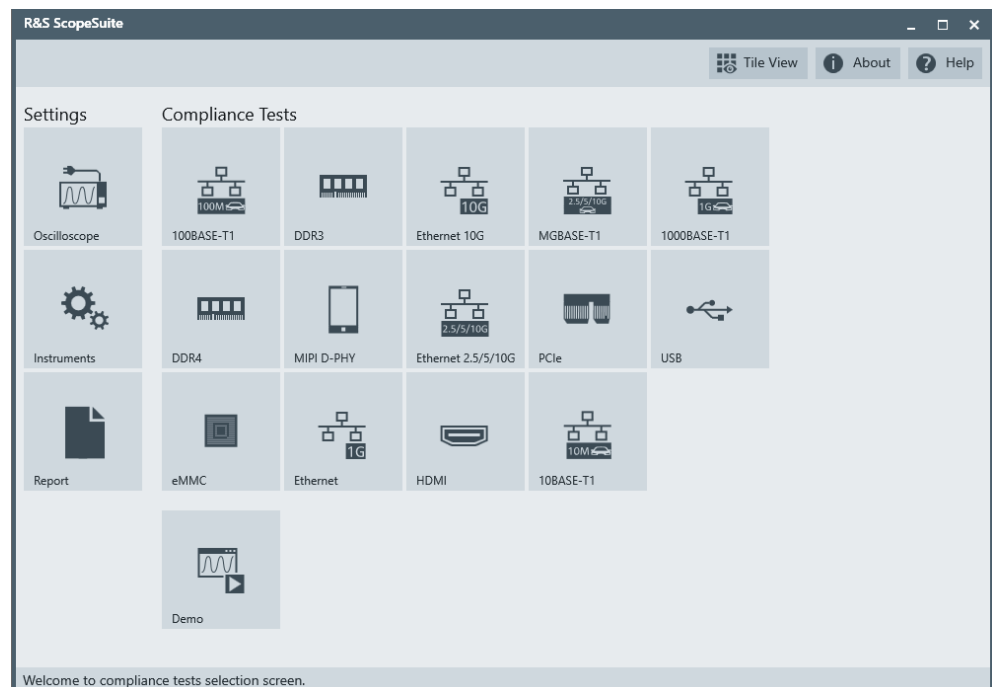 R&S ScopeSuite
Tile View
About
Help
Settings
Compliance Tests
100M
10G
2.5/5/10G
1G
Oscilloscope
100BASE-T1
DDR3
Ethernet 10G
MGBASE-T1
1000BASE-T1
2.5/5/10G
Instruments
DDR4
MIPI D-PHY
Ethernet 2.5/5/10G
PCIe
USB
1G
10M
Report
eMMC
Ethernet
HDMI
10BASE-T1
Demo
Welcome to compliance tests selection screen.